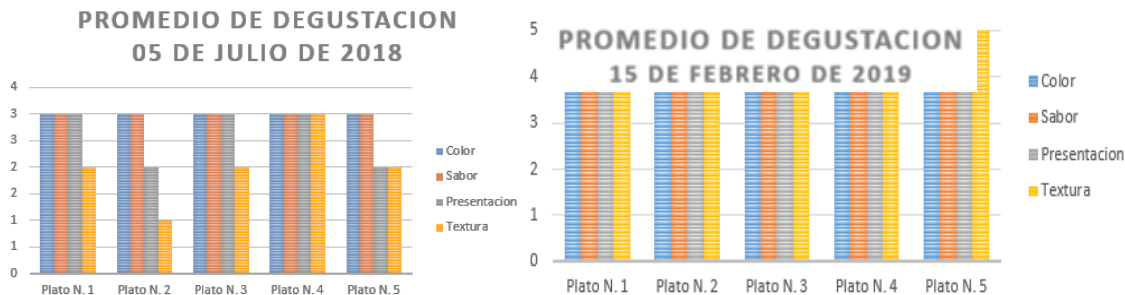 PROMEDIO DE DEGUSTACION
05 DE JULIO DE 2018
4
3
3
2
2
1
1
0
Plato N. 1 Plato N. 2 Plato N. 3 Plato N. 4 Plato N. 5
Color
Sabor
Presentacion
Textura
PROMEDIO DE DEGUSTACION
15 DE FEBRERO DE 2019
5
4
3
2
1
0
Plato N. 1 Plato N. 2 Plato N. 3 Plato N. 4 Plato N. 5
Color
Sabor
Presentacion
Textura